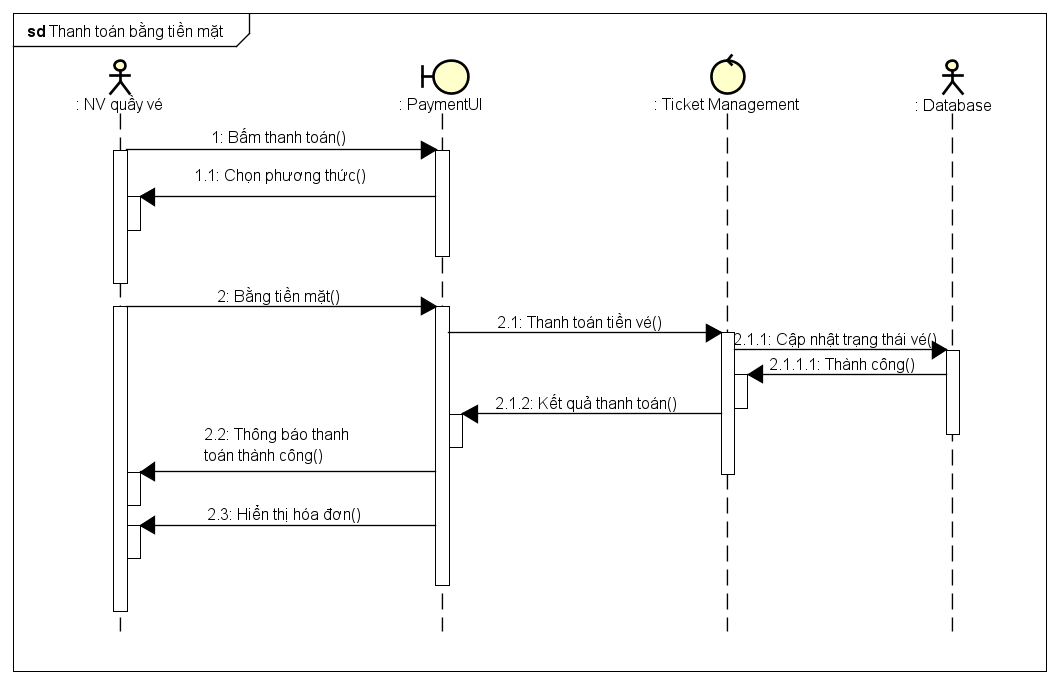 sd Thanh toán bằng tiền mặt
: NV quầy vé
: PaymentUI
: Ticket Management
: Database
1: Bấm thanh toán()
1.1: Chọn phương thức()
2: Bằng tiền mặt()
2.1: Thanh toán tiền vé()
2.1.1: Cập nhật trạng thái vé()
2.1.1.1: Thành công()
2.1.2: Kết quả thanh toán()
2.2: Thông báo thanh
toán thành công()
2.3: Hiển thị hóa đơn()